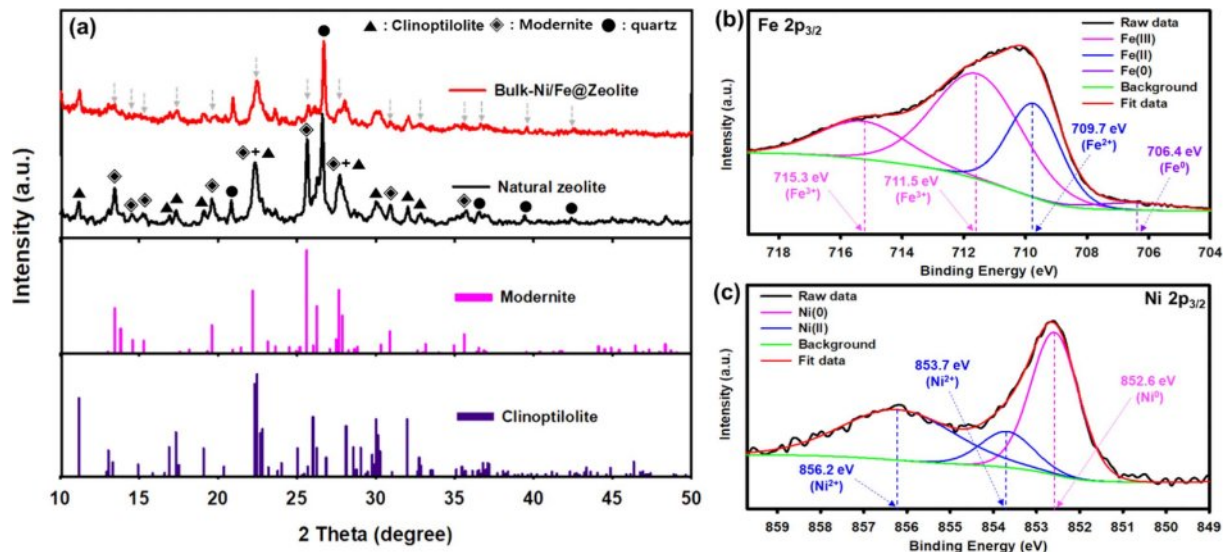 (a)
▲ : Clinoptilolite ◈ : Modernite ● : quartz
Bulk-Ni/Fe@Zeolite
◈ + ▲
◈ + ▲
Natural zeolite
Modernite
Clinoptilolite
Intensity (a.u.)
10 15 20 25 30 35 40 45 50
2 Theta (degree)
(b)
Fe 2p3/2
Raw data
Fe(III)
Fe(II)
Fe(0)
Background
Fit data
709.7 eV
(Fe2+)
706.4 eV
(Fe0)
715.3 eV
(Fe3+)
711.5 eV
(Fe3+)
Intensity (a.u.)
718 716 714 712 710 708 706 704
Binding Energy (eV)
(c)
Ni 2p3/2
Raw data
Ni(0)
Ni(II)
Background
Fit data
853.7 eV
(Ni2+)
852.6 eV
(Ni0)
856.2 eV
(Ni2+)
Intensity (a.u.)
859 858 857 856 855 854 853 852 851 850 849
Binding Energy (eV)